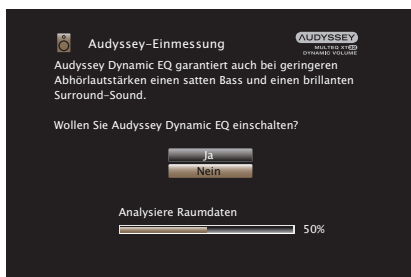 Audyssey-Einmessung
AUDYSSEY
MULTEQ XT32
DYNAMIC VOLUME
Audyssey Dynamic EQ garantiert auch bei geringeren
Abhörlautstärken einen satten Bass und einen brillanten
Surround-Sound.
Wollen Sie Audyssey Dynamic EQ einschalten?
Ja
Nein
Analysiere Raumdaten
50%